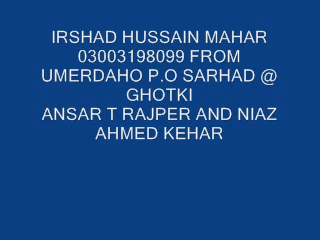 IRSHAD HUSSAIN MAHAR
03003198099 FROM
UMERDAHO P.O SARHAD @
GHOTKI
ANSAR T RAJPER AND NIAZ
AHMED KEHAR